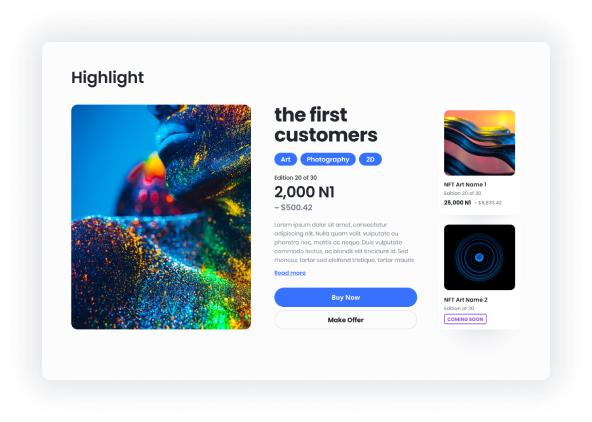 Highlight
the first
customers
Art
Photography
2D
Edition 20 of 30
2,000 N1
~ $500.42
Lorem ipsum dolor sit amet, consectetur
adipiscing elit. Nulla quam velit, vulputate eu
pharetra nec, mattis ac neque. Duis vulputate
commodo lectus, ac blandit elit tincidunt id. Sed
rhoncus, tortor sed eleifend tristique, tortor mauris
Read more
Buy Now
Make Offer
NFT Art Name 1
Edition 20 of 30
25,000 N1
NFT Art Name 2
Edition of 30
COMING SOON